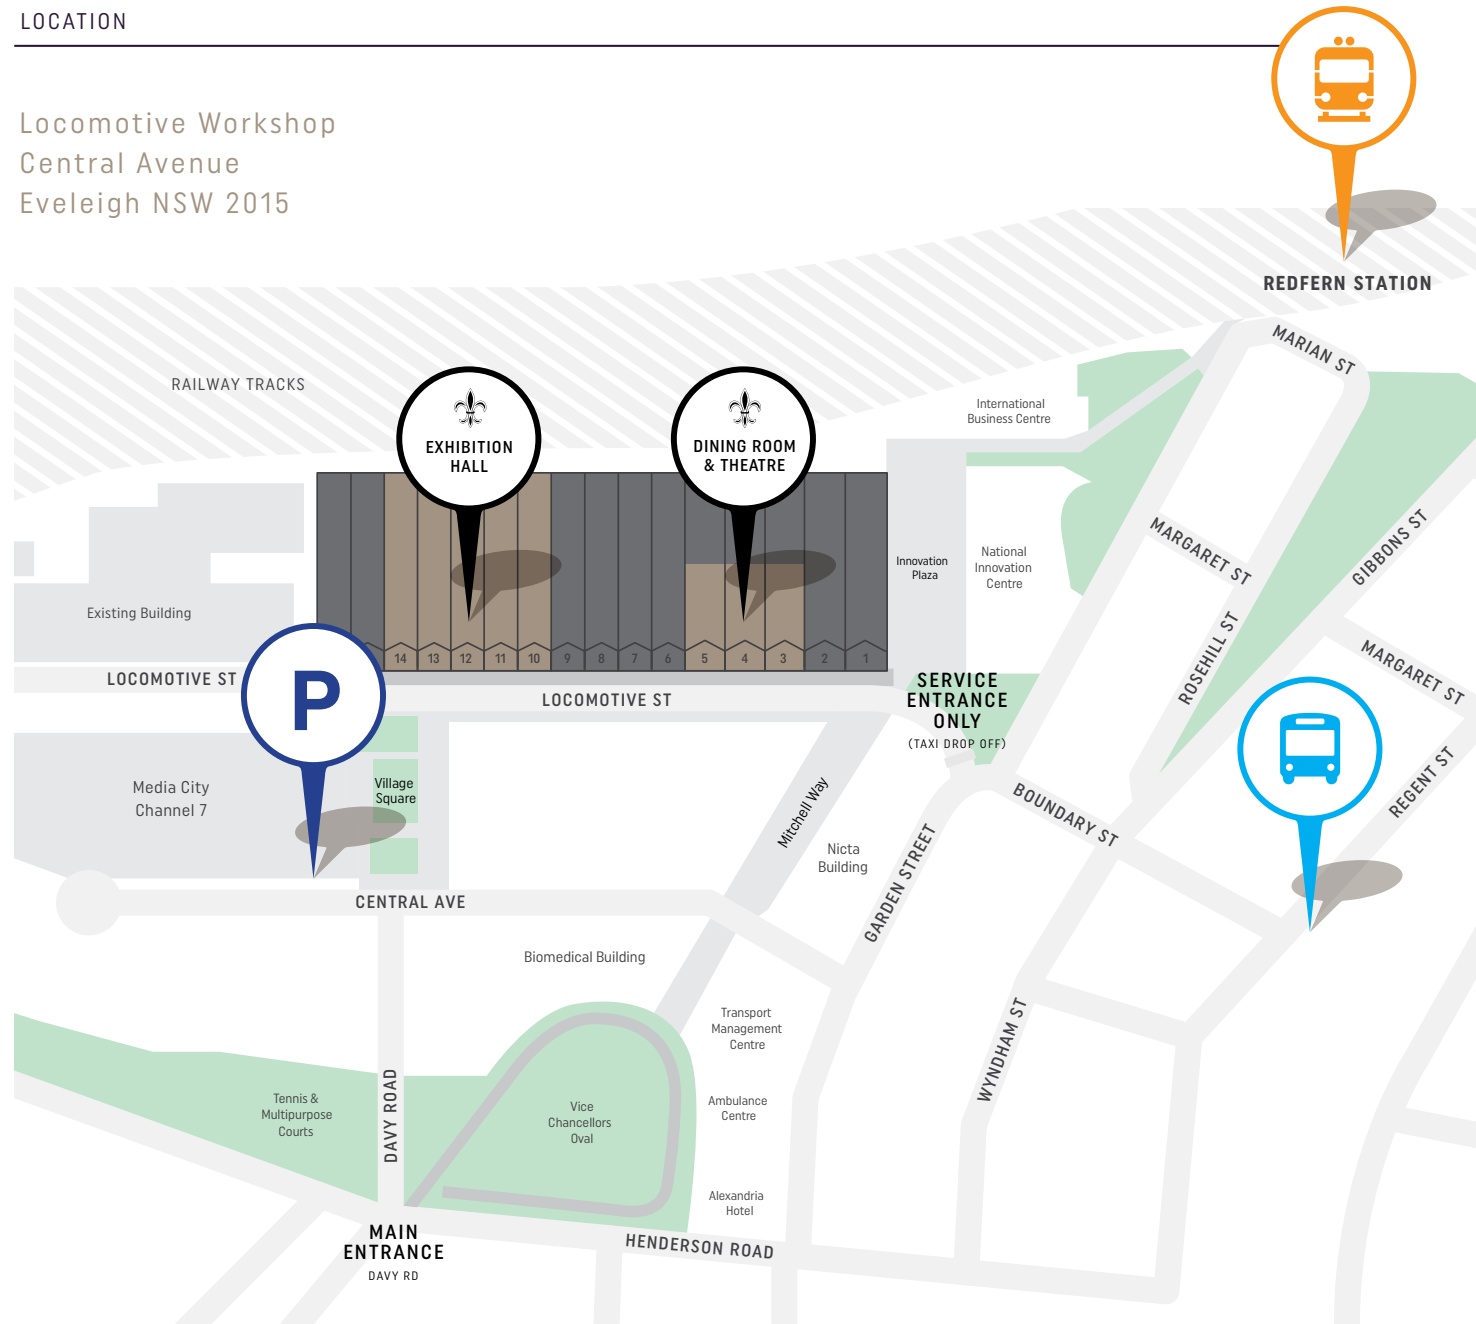 LOCATION
Locomotive Workshop
Central Avenue
Eveleigh NSW 2015
REDFERN STATION
MARIAN ST
RAILWAY TRACKS
EXHIBITION
HALL
DINING ROOM
& THEATRE
International
Business Centre
MARGARET ST
GIBBONS ST
Innovation
Plaza
National
Innovation
Centre
Existing Building
14 13 12 11 10 9 8 7 6 5 4 3 2 1
ROSEHILL ST
MARGARET ST
LOCOMOTIVE ST
P
LOCOMOTIVE ST
SERVICE
ENTRANCE
ONLY
(TAXI DROP OFF)
Media City
Channel 7
Village
Square
Mitchell Way
Nicta
Building
GARDEN STREET
BOUNDARY ST
REGENT ST
CENTRAL AVE
Biomedical Building
Transport
Management
Centre
WYNDHAM ST
Tennis &
Multipurpose
Courts
DAVY ROAD
Vice
Chancellors
Oval
Ambulance
Centre
Alexandria
Hotel
MAIN
ENTRANCE
DAVY RD
HENDERSON ROAD